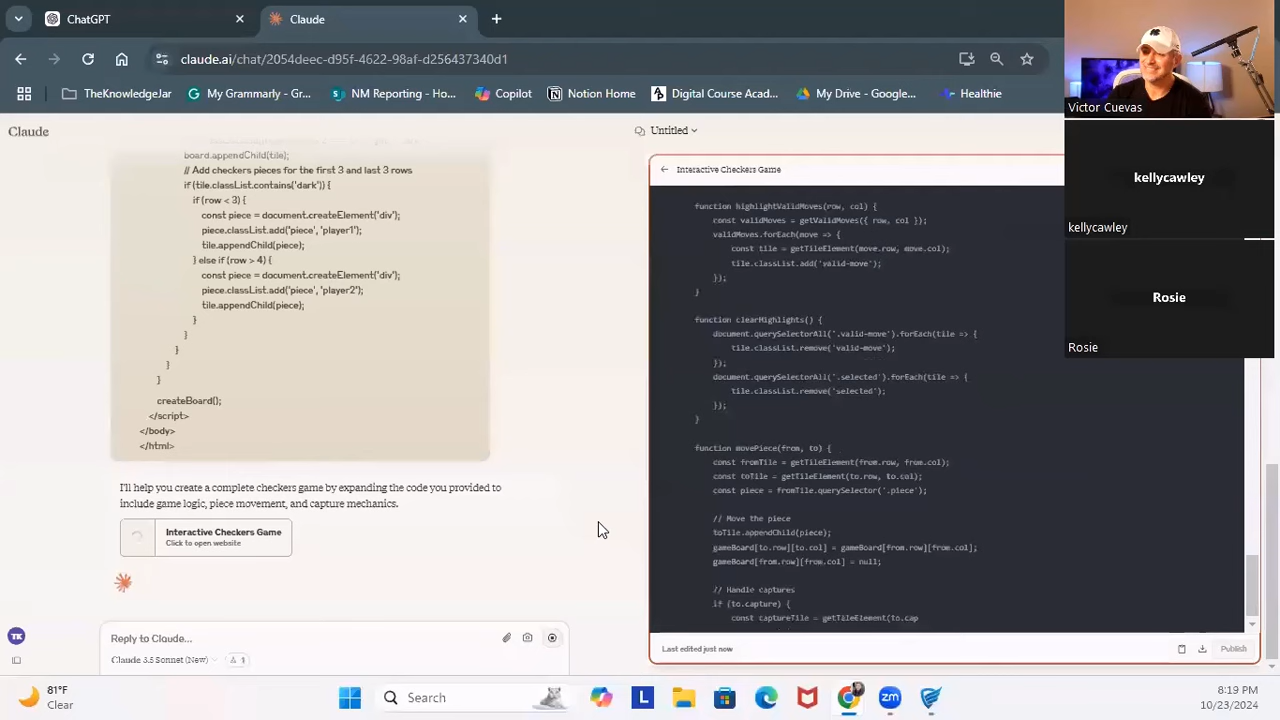 ChatGPT
Claude
claude.ai/chat/2054deec-d95f-4622-98af-d256437340d1
TheKnowledgeJar
My Grammarly - Gr...
NM Reporting - Ho...
Copilot
Notion Home
Digital Course Acad...
My Drive - Google...
Healthie
Claude
Untitled
board.appendChild(tile);
// Add checkers pieces for the first 3 and last 3 rows
if (tile.classList.contains('dark')) {
if (row < 3) {
const piece = document.createElement('div');
piece.classList.add('piece', 'player1');
tile.appendChild(piece);
} else if (row > 4) {
const piece = document.createElement('div');
piece.classList.add('piece', 'player2');
tile.appendChild(piece);
}
}
}
}
}
createBoard();
</script>
</body>
</html>
I'll help you create a complete checkers game by expanding the code you provided to
include game logic, piece movement, and capture mechanics.
Interactive Checkers Game
Click to open website
Reply to Claude...
Claude 3.5 Sonnet (New)
1
TK
Interactive Checkers Game
function highlightValidMoves(row, col) {
const validMoves = getValidMoves({ row, col });
validMoves.forEach(move => {
const tile = getTileElement(move.row, move.col);
tile.classList.add('valid-move');
});
}
function clearHighlights() {
document.querySelectorAll('.valid-move').forEach(tile => {
tile.classList.remove('valid-move');
});
document.querySelectorAll('.selected').forEach(tile => {
tile.classList.remove('selected');
});
}
function movePiece(from, to) {
const fromTile = getTileElement(from.row, from.col);
const toTile = getTileElement(to.row, to.col);
const piece = fromTile.querySelector('.piece');
// Move the piece
toTile.appendChild(piece);
gameBoard[to.row][to.col] = gameBoard[from.row][from.col];
gameBoard[from.row][from.col] = null;
// Handle captures
if (to.capture) {
const captureTile = getTileElement(to.cap
Last edited just now
Publish
Victor Cuevas
kellycawley
kellycawley
Rosie
Rosie
81°F
Clear
Search
L
zm
8:19 PM
10/23/2024